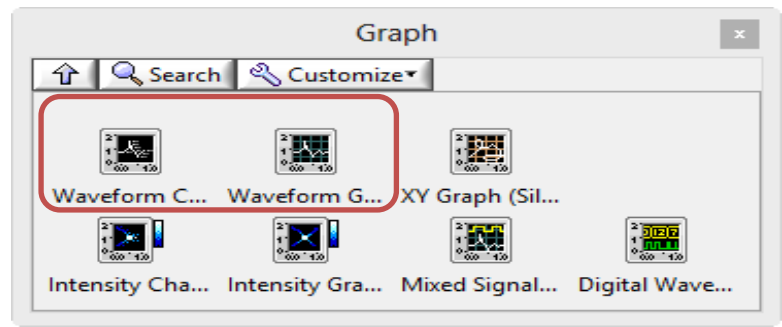 Graph
x
Search Customize
Waveform C... Waveform G... XY Graph (Sil...
Intensity Cha... Intensity Gra... Mixed Signal... Digital Wave...